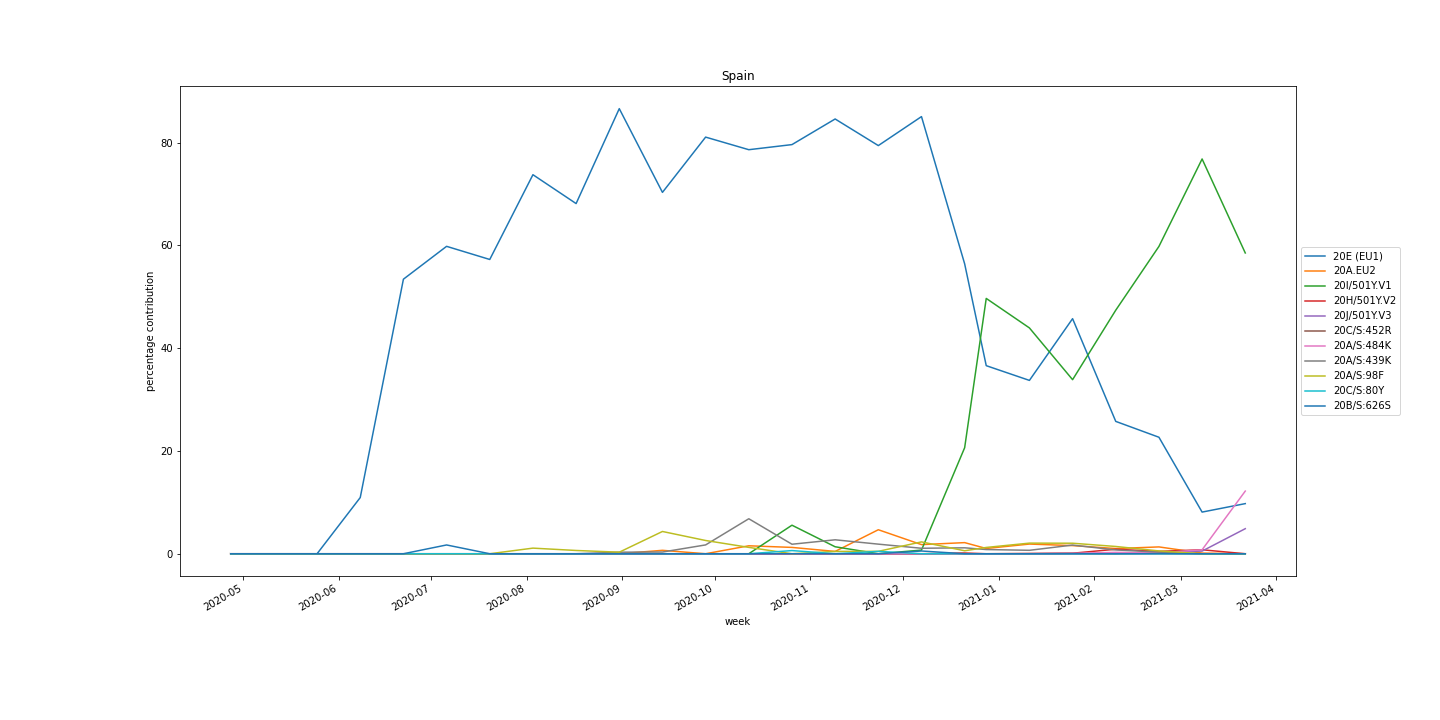 Spain
percentage contribution
80
60
40
20
0
2020-05
2020-06
2020-07
2020-08
2020-09
2020-10
2020-11
2020-12
2021-01
2021-02
2021-03
2021-04
week
20E (EU1)
20A.EU2
20I/501Y.V1
20H/501Y.V2
20J/501Y.V3
20C/S:452R
20A/S:484K
20A/S:439K
20A/S:98F
20C/S:80Y
20B/S:626S